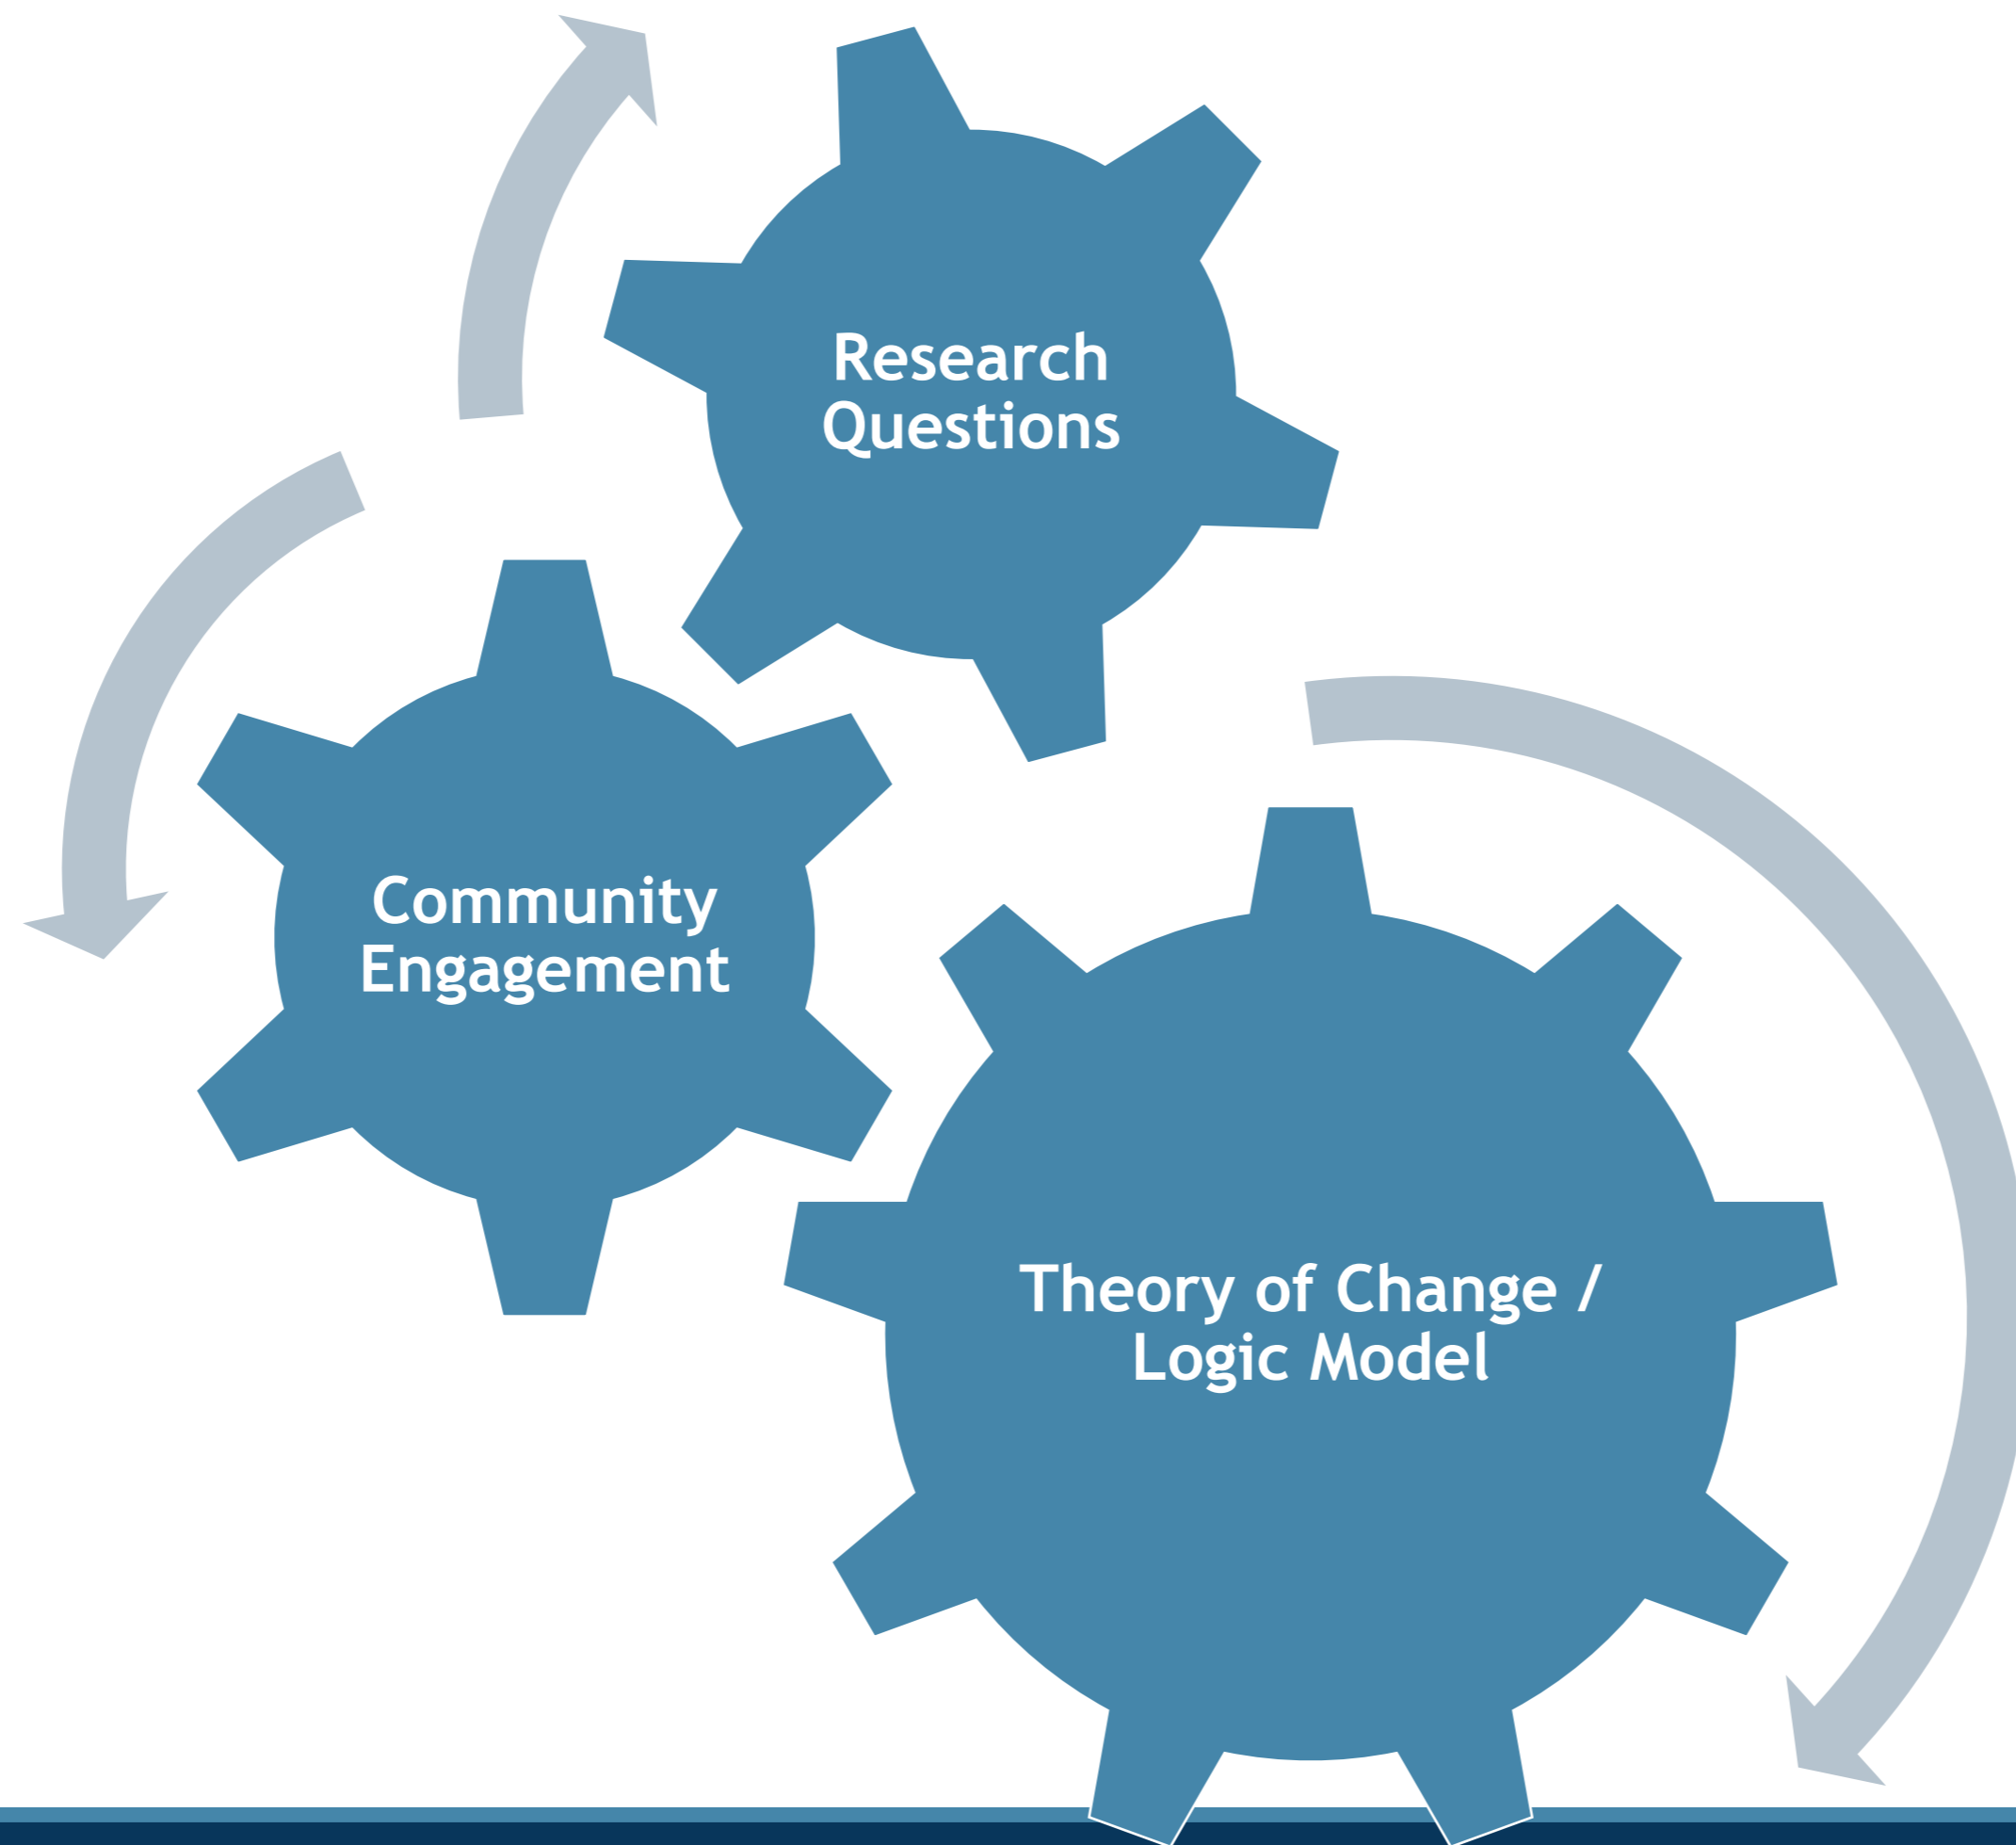 Research
Questions
Community
Engagement
Theory of Change /
Logic Model